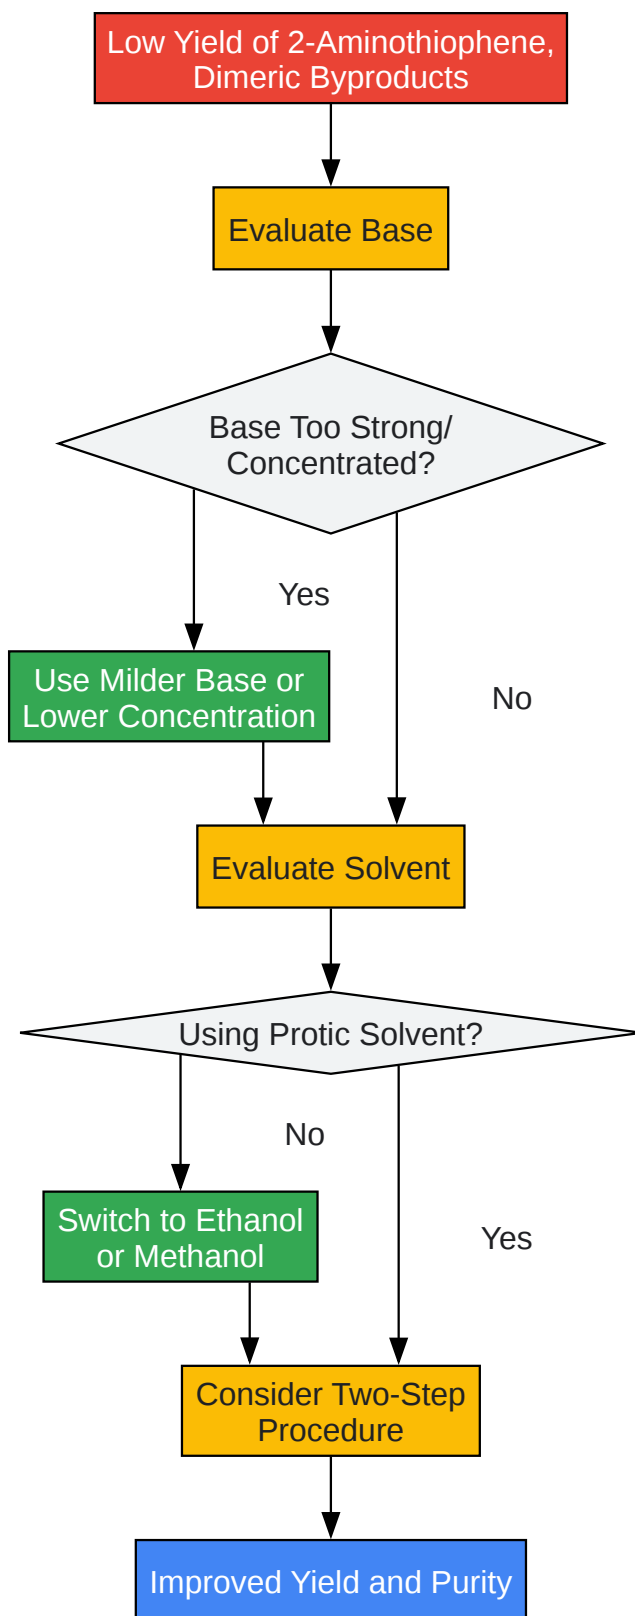 Low Yield of 2-Aminothiophene,
Dimeric Byproducts
Evaluate Base
Base Too Strong/
Concentrated?
Yes
Use Milder Base or
Lower Concentration
No
Evaluate Solvent
Using Protic Solvent?
No
Switch to Ethanol
or Methanol
Yes
Consider Two-Step
Procedure
Improved Yield and Purity